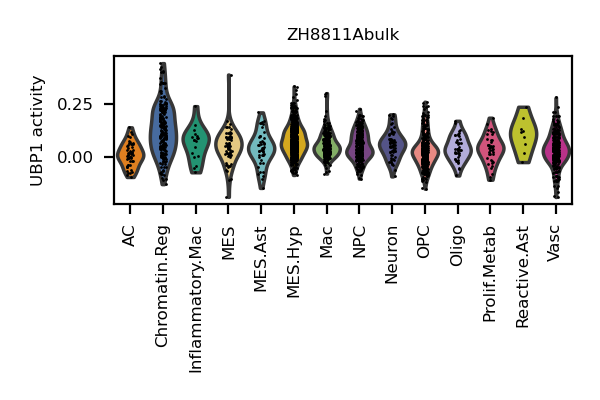 ZH8811Abulk
UBP1 activity
0.25
0.00
AC
Chromatin.Reg
Inflammatory.Mac
MES
MES.Ast
MES.Hyp
Mac
NPC
Neuron
OPC
Oligo
Prolif.Metab
Reactive.Ast
Vasc